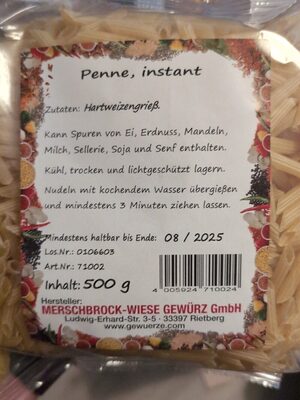 Penne, instant
Zutaten: Hartweizengrieß.
Kann Spuren von Ei, Erdnuss, Mandeln,
Milch, Sellerie, Soja und Senf enthalten.
Kühl, trocken und lichtgeschützt lagern.
Nudeln mit kochendem Wasser übergießen
und mindestens 3 Minuten ziehen lassen.
Mindestens haltbar bis Ende: 08 / 2025
Los.Nr.: 0106603
Art.Nr.: 71002
Inhalt: 500 g
4 005924 710024
Hersteller:
MERSCHBROCK-WIESE GEWÜRZ GmbH
Ludwig-Erhard-Str. 3-5 · 33397 Rietberg
www.gewuerze.com